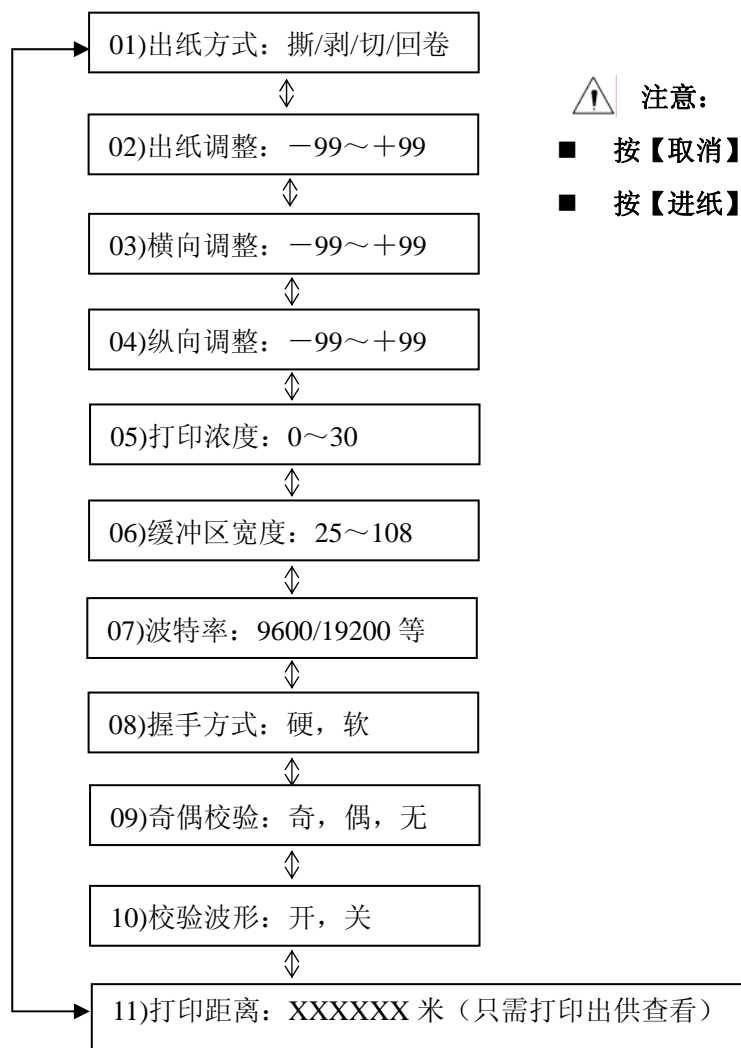 01)出纸方式：撕/剥/切/回卷
注意：
02)出纸调整：－99～＋99
■ 按【取消】
■ 按【进纸】
03)横向调整：－99～＋99
04)纵向调整：－99～＋99
05)打印浓度：0～30
06)缓冲区宽度：25～108
07)波特率：9600/19200 等
08)握手方式：硬，软
09)奇偶校验：奇，偶，无
10)校验波形：开，关
11)打印距离：XXXXXX 米（只需打印出供查看）